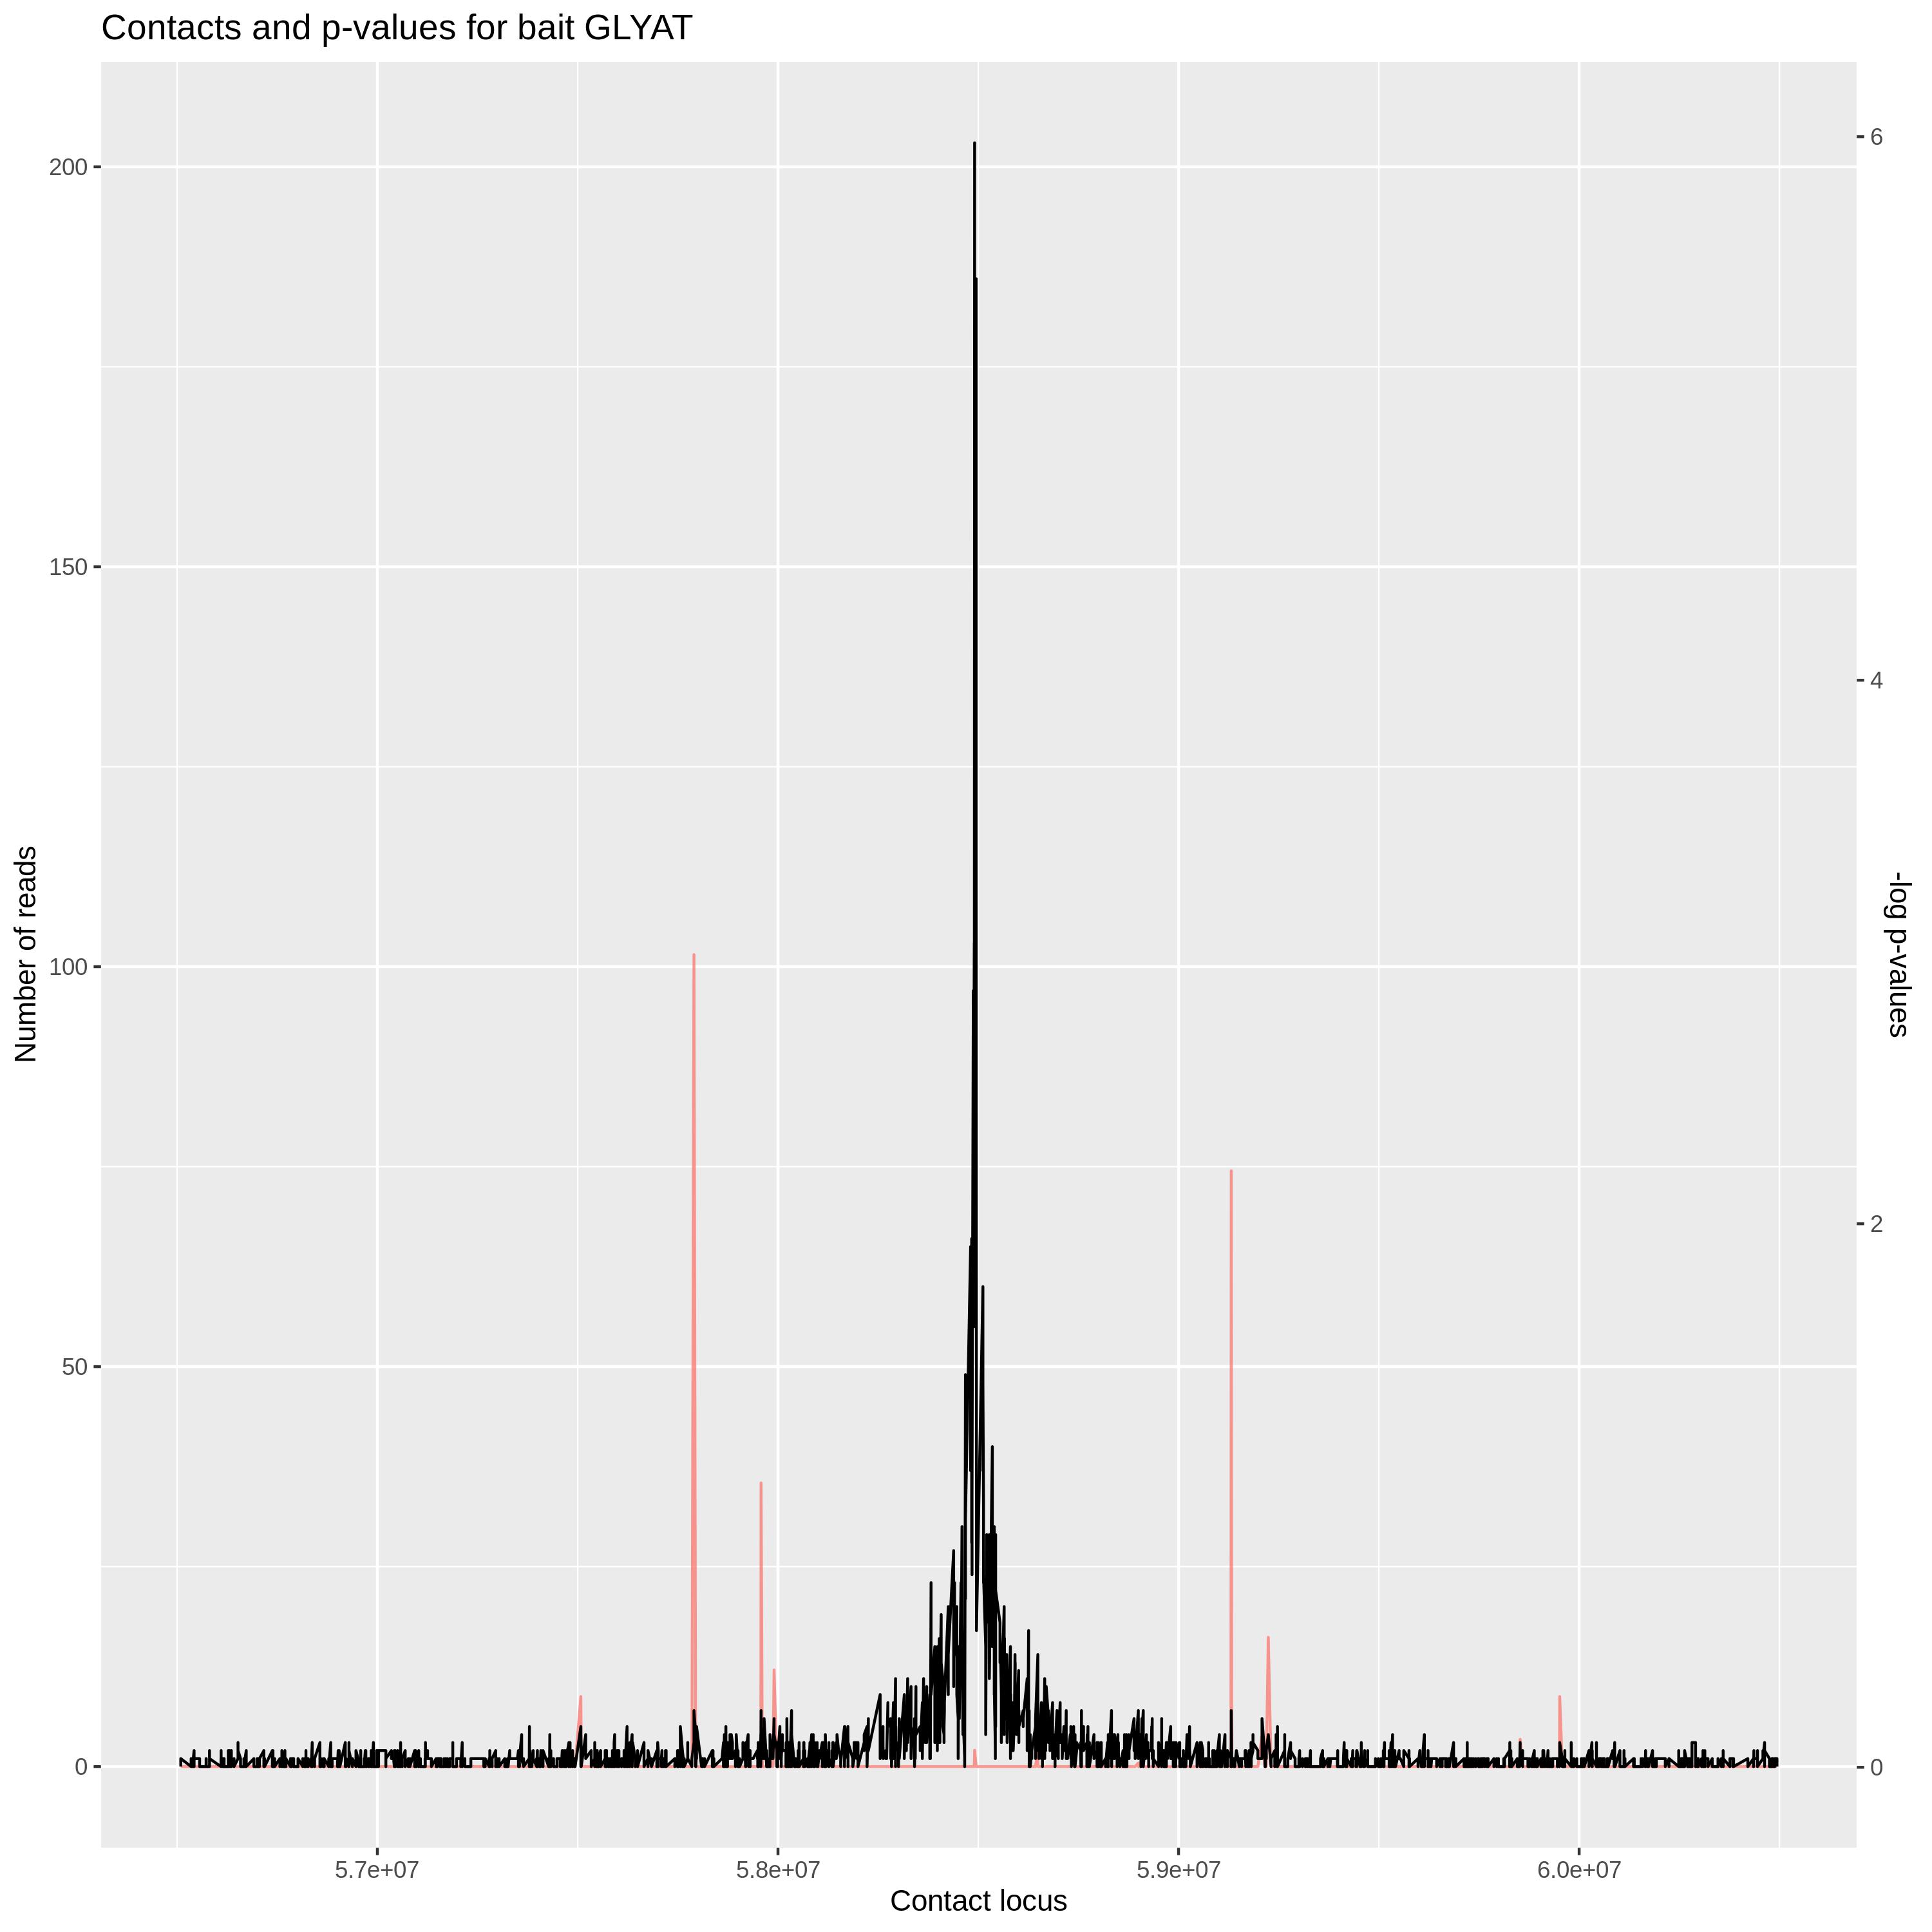 Contacts and p-values for bait GLYAT
Number of reads
200
150
100
50
0
6
4
2
0
-log p-values
5.7e+07
5.8e+07
5.9e+07
6.0e+07
Contact locus